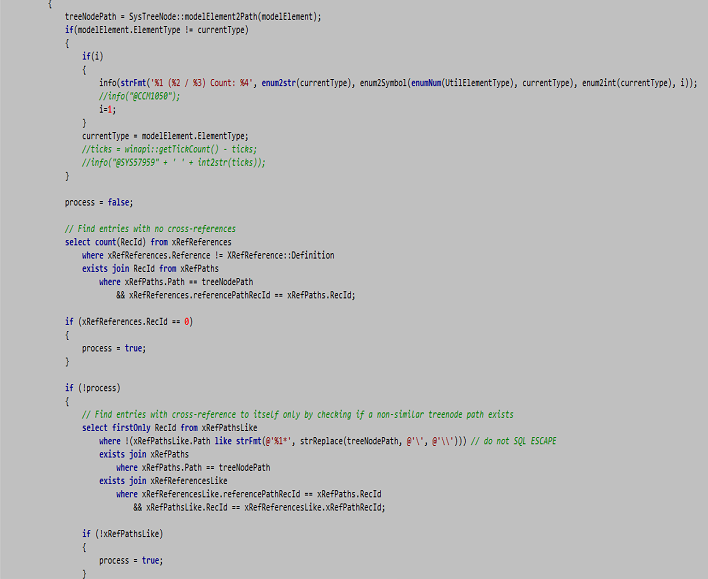 {
treeNodePath = SysTreeNode::modelElement2Path(modelElement);
if(modelElement.ElementType != currentType)
{
if(i)
{
info(strFmt('%1 (%2 / %3) Count: %4', enum2str(currentType), enum2Symbol(enumNum(UtilElementType), currentType), enum2int(currentType), i));
//info("@CCM1050");
i=1;
}
currentType = modelElement.ElementType;
//ticks = winapi::getTickCount() - ticks;
//info("@SYS57959" + ' ' + int2str(ticks));
}
process = false;
// Find entries with no cross-references
select count(RecId) from xRefReferences
where xRefReferences.Reference != XRefReference::Definition
exists join RecId from xRefPaths
where xRefPaths.Path == treeNodePath
&& xRefReferences.referencePathRecId == xRefPaths.RecId;
if (xRefReferences.RecId == 0)
{
process = true;
}
if (!process)
{
// Find entries with cross-reference to itself only by checking if a non-similar treenode path exists
select firstOnly RecId from xRefPathsLike
where !(xRefPathsLike.Path like strFmt(@'%1*', strReplace(treeNodePath, @'\', @'\\'))) // do not SQL ESCAPE
exists join xRefPaths
where xRefPaths.Path == treeNodePath
exists join xRefReferencesLike
where xRefReferencesLike.referencePathRecId == xRefPaths.RecId
&& xRefPathsLike.RecId == xRefReferencesLike.xRefPathRecId;
if (!xRefPathsLike)
{
process = true;
}